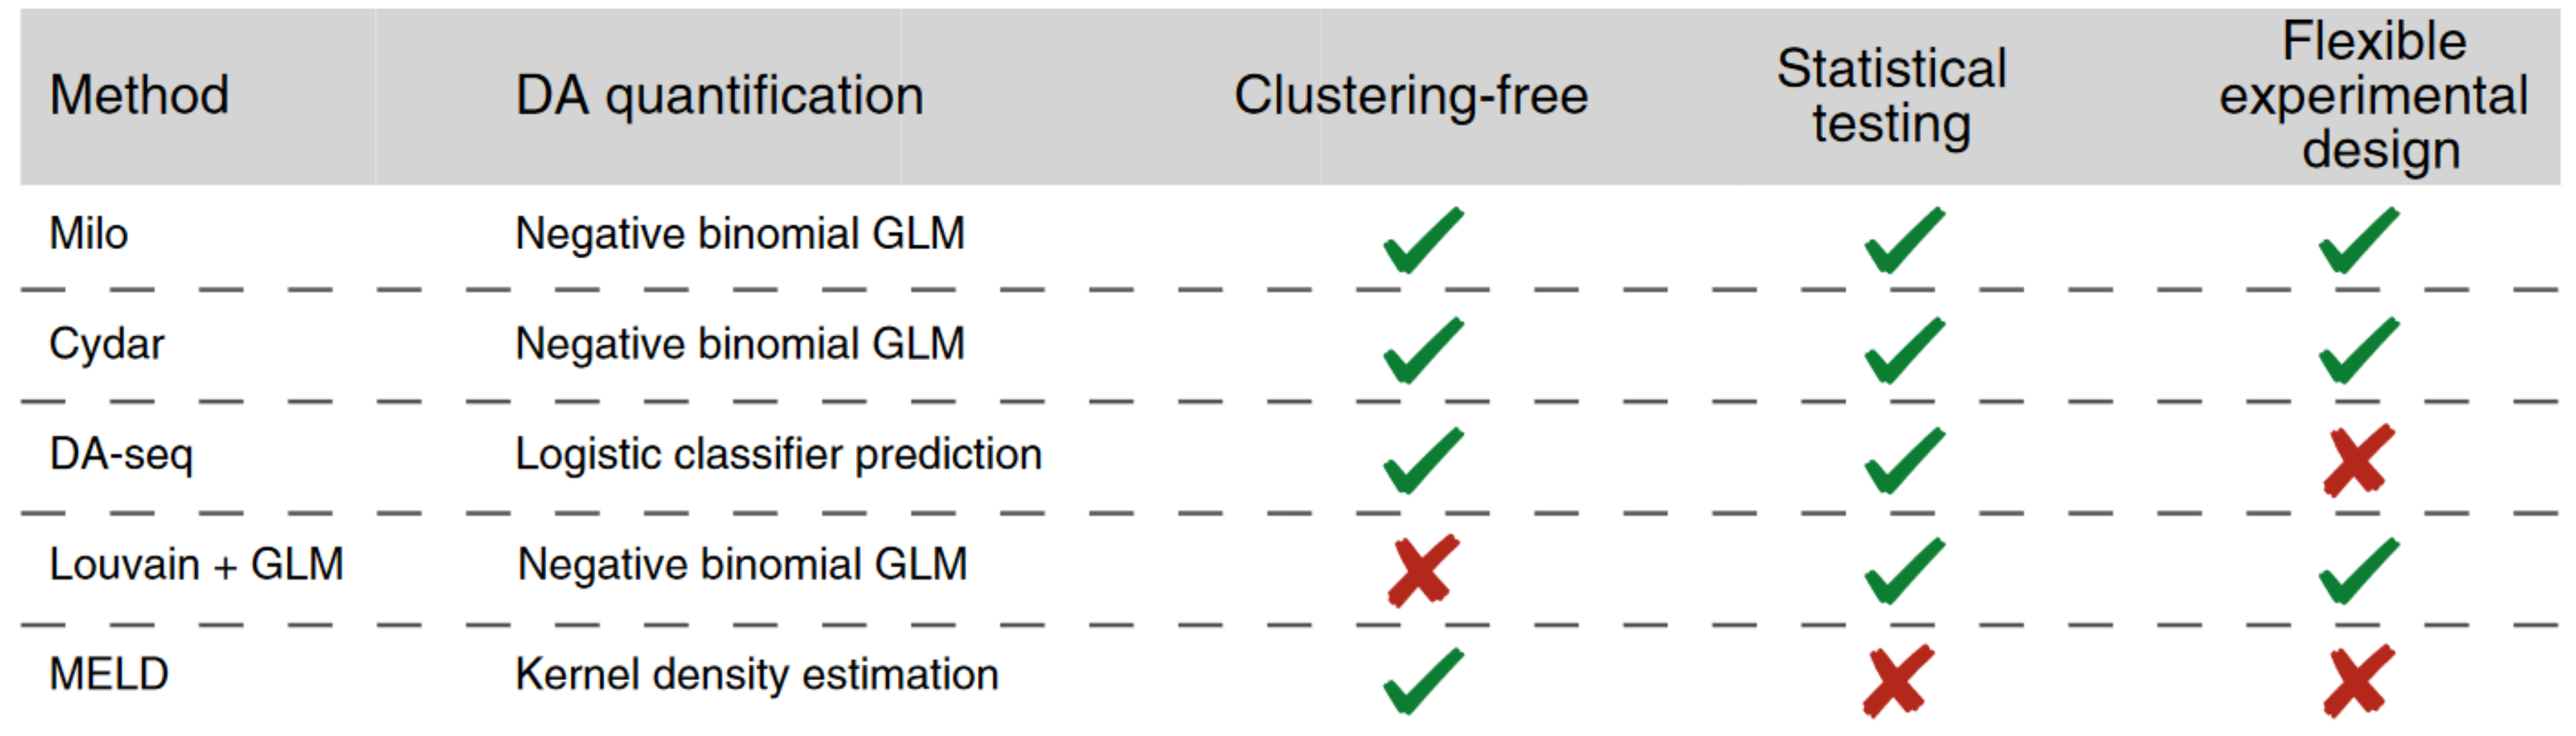 Method DA quantification Clustering-free Statistical testing Flexible experimental design
Milo Negative binomial GLM ✓ ✓ ✓
Cydar Negative binomial GLM ✓ ✓ ✓
DA-seq Logistic classifier prediction ✓ ✓ ✗
Louvain + GLM Negative binomial GLM ✗ ✓ ✓
MELD Kernel density estimation ✓ ✗ ✗